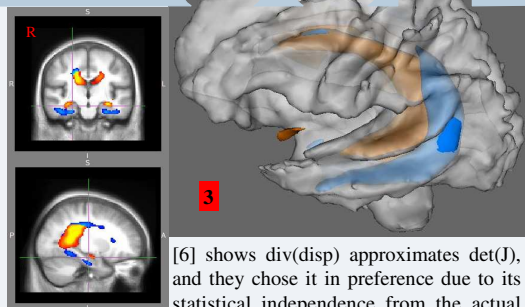 S
R
R
L
I
S
P
A
3
[6] shows div(disp) approximates det(J),
and they chose it in preference due to its
statistical independence from the actual